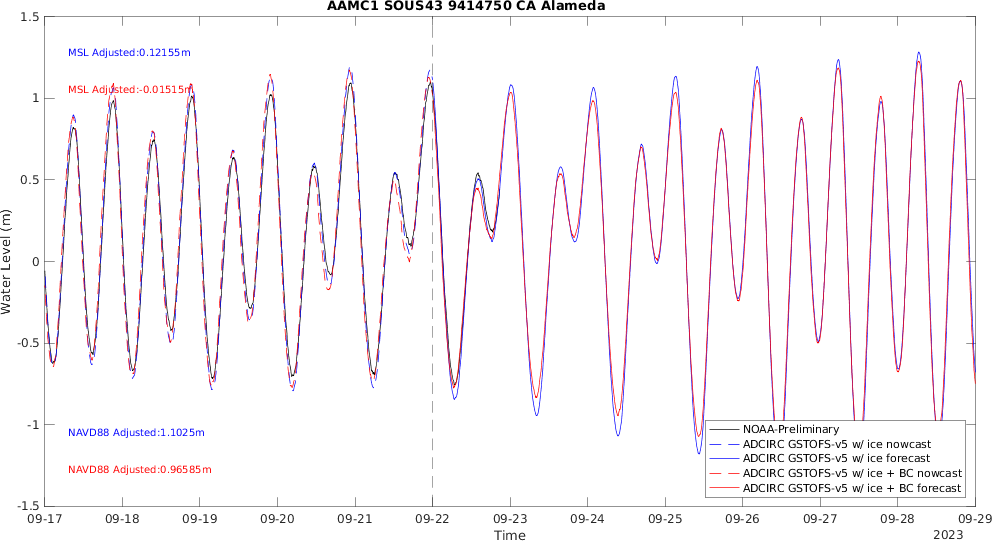 AAMC1 SOUS43 9414750 CA Alameda
1.5
MSL Adjusted:0.12155m
MSL Adjusted:-0.01515m
1
0.5
0
-0.5
-1
-1.5
Water Level (m)
NAVD88 Adjusted:1.1025m
NAVD88 Adjusted:0.96585m
NOAA-Preliminary
ADCIRC GSTOFS-v5 w/ ice nowcast
ADCIRC GSTOFS-v5 w/ ice forecast
ADCIRC GSTOFS-v5 w/ ice + BC nowcast
ADCIRC GSTOFS-v5 w/ ice + BC forecast
09-17 09-18 09-19 09-20 09-21 09-22 09-23 09-24 09-25 09-26 09-27 09-28 09-29
Time
2023